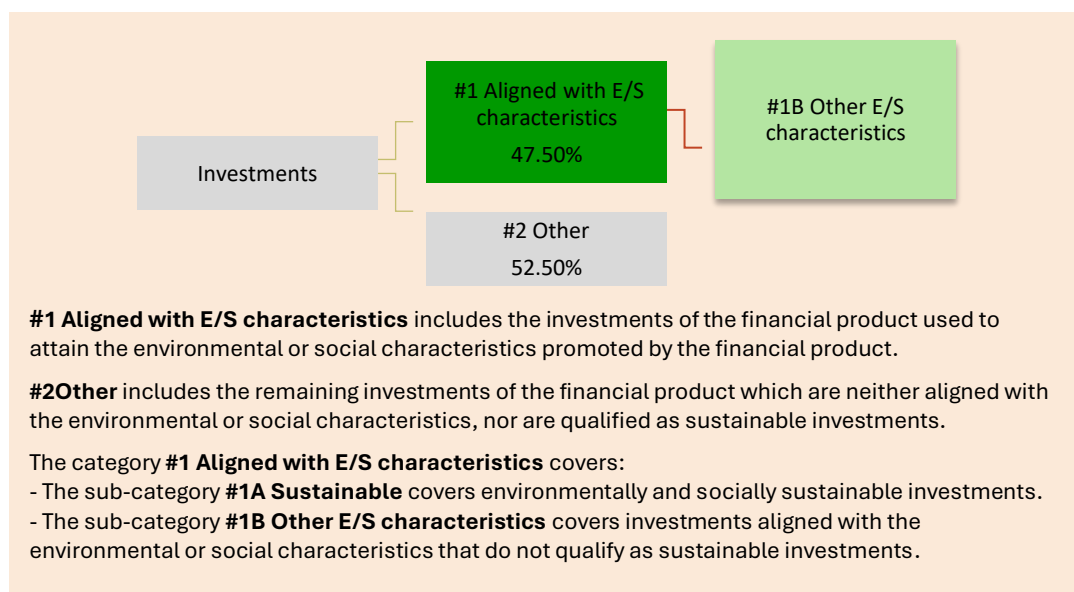 #1 Aligned with E/S
characteristics
47.50%
#1B Other E/S
characteristics
Investments
#2 Other
52.50%
#1 Aligned with E/S characteristics includes the investments of the financial product used to
attain the environmental or social characteristics promoted by the financial product.
#2Other includes the remaining investments of the financial product which are neither aligned with
the environmental or social characteristics, nor are qualified as sustainable investments.
The category #1 Aligned with E/S characteristics covers:
- The sub-category #1A Sustainable covers environmentally and socially sustainable investments.
- The sub-category #1B Other E/S characteristics covers investments aligned with the
environmental or social characteristics that do not qualify as sustainable investments.